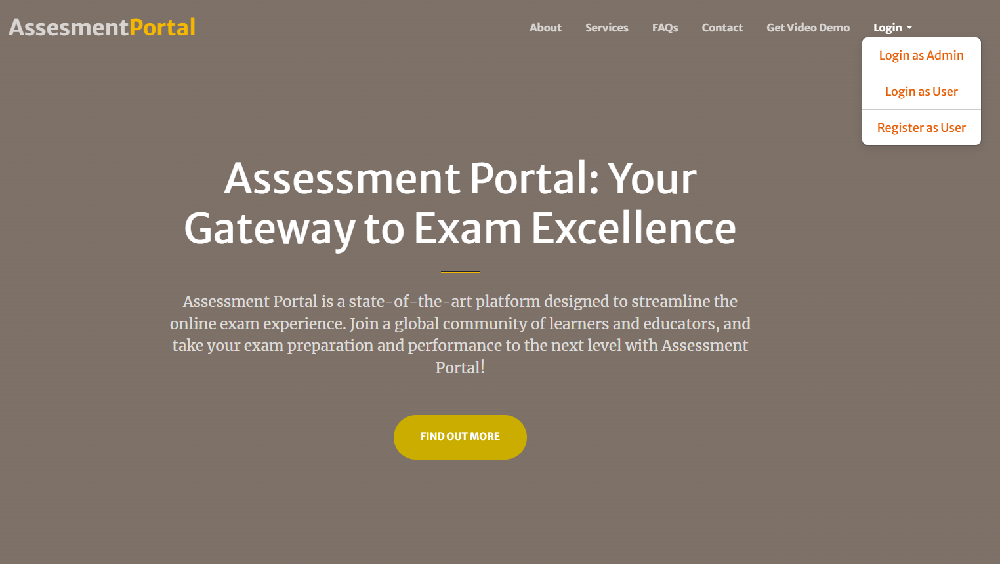 AssesmentPortal
About Services FAQs Contact Get Video Demo Login
Login as Admin
Login as User
Register as User
Assessment Portal: Your
Gateway to Exam Excellence
Assessment Portal is a state-of-the-art platform designed to streamline the
online exam experience. Join a global community of learners and educators, and
take your exam preparation and performance to the next level with Assessment
Portal!
FIND OUT MORE